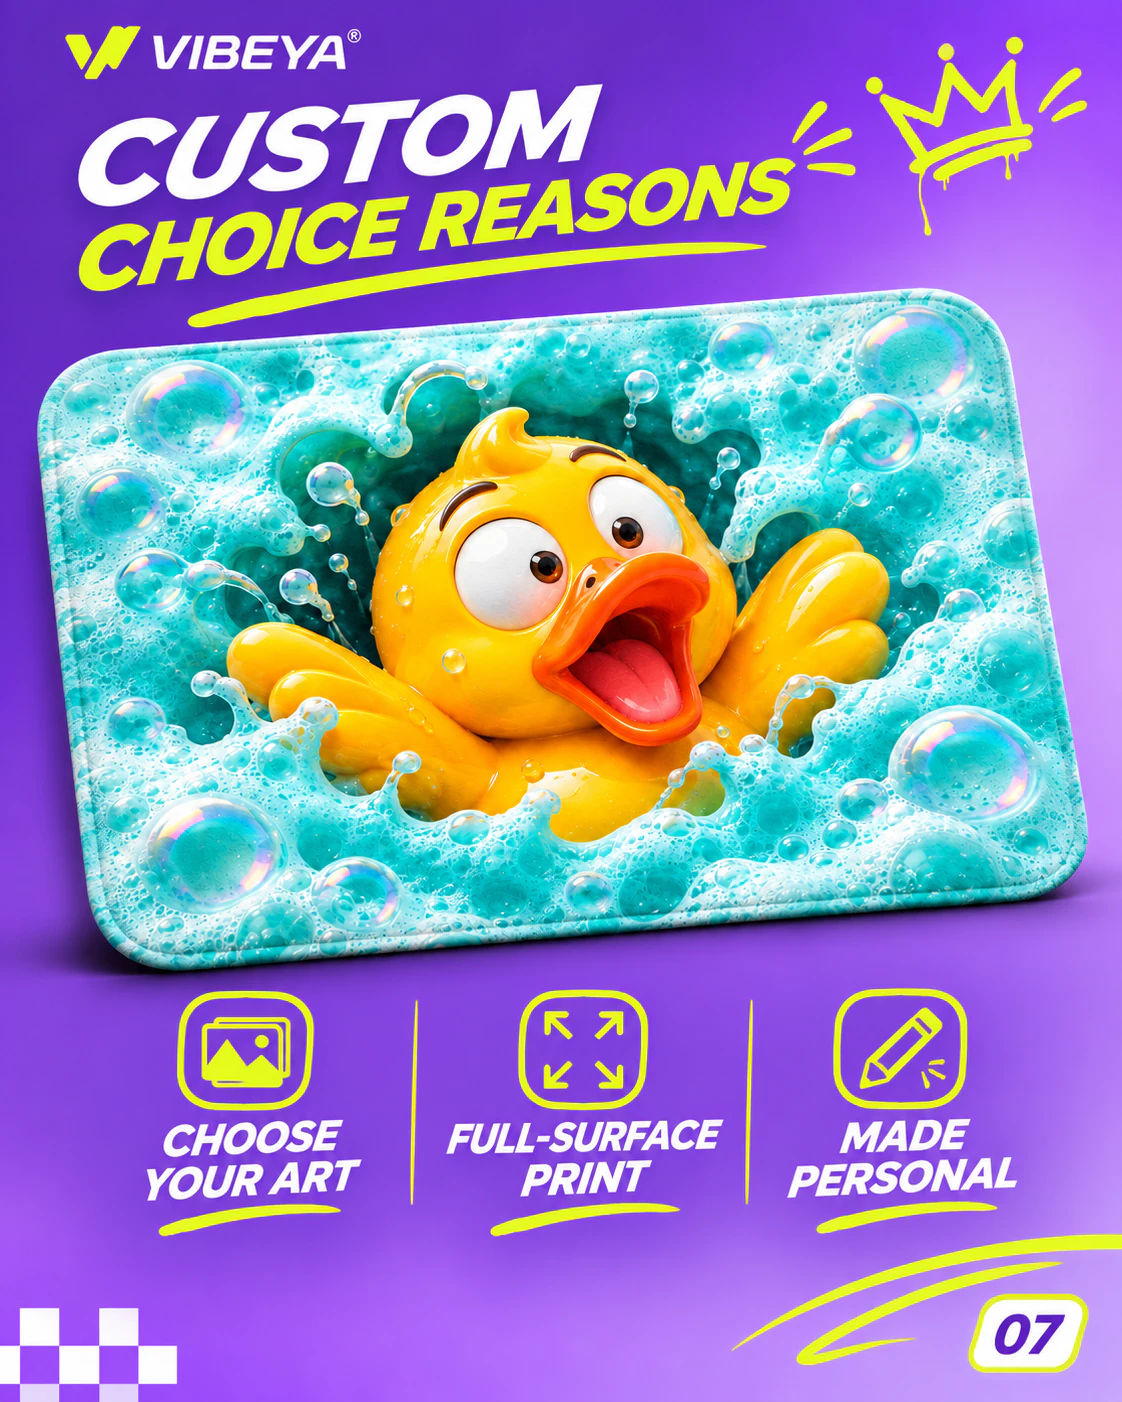 VIBEYA®
CUSTOM
CHOICE REASONS
CHOOSE
YOUR ART
FULL-SURFACE
PRINT
MADE
PERSONAL
07